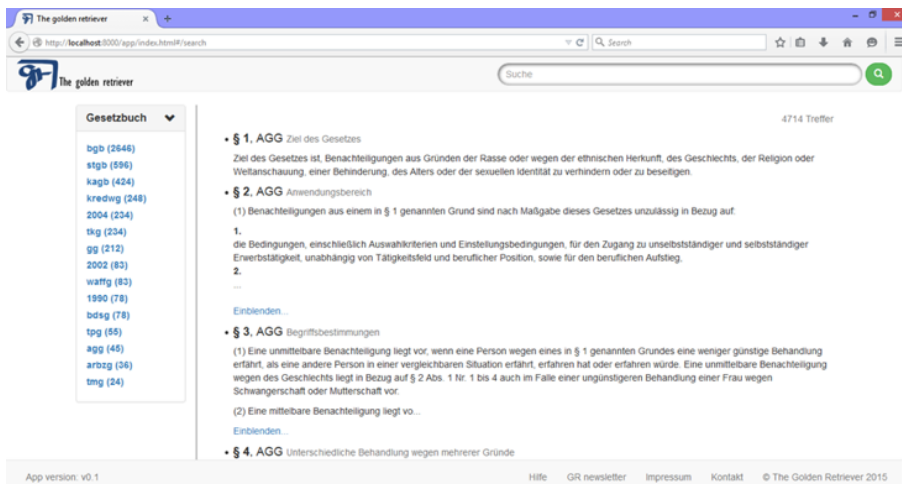 The golden retriever
http://localhost:8000/app/index.html#/search
Search
The golden retriever
Suche
Gesetzbuch
4714 Treffer
bgb (2646)
stgb (596)
kagb (424)
kredwg (248)
2004 (234)
tkg (234)
gg (212)
2002 (83)
waffg (83)
1990 (78)
bdsg (78)
tpg (55)
agg (45)
arbzg (36)
tmg (24)
• § 1, AGG Ziel des Gesetzes
Ziel des Gesetzes ist, Benachteiligungen aus Gründen der Rasse oder wegen der ethnischen Herkunft, des Geschlechts, der Religion oder
Weltanschauung, einer Behinderung, des Alters oder der sexuellen Identität zu verhindern oder zu beseitigen.
• § 2, AGG Anwendungsbereich
(1) Benachteiligungen aus einem in § 1 genannten Grund sind nach Maßgabe dieses Gesetzes unzulässig in Bezug auf:
1.
die Bedingungen, einschließlich Auswahlkriterien und Einstellungsbedingungen, für den Zugang zu unselbstständiger und selbstständiger
Erwerbstätigkeit, unabhängig von Tätigkeitsfeld und beruflicher Position, sowie für den beruflichen Aufstieg,
2.
...
Einblenden...
• § 3, AGG Begriffsbestimmungen
(1) Eine unmittelbare Benachteiligung liegt vor, wenn eine Person wegen eines in § 1 genannten Grundes eine weniger günstige Behandlung
erfährt, als eine andere Person in einer vergleichbaren Situation erfährt, erfahren hat oder erfahren würde. Eine unmittelbare Benachteiligung
wegen des Geschlechts liegt in Bezug auf § 2 Abs. 1 Nr. 1 bis 4 auch im Falle einer ungünstigeren Behandlung einer Frau wegen
Schwangerschaft oder Mutterschaft vor.
(2) Eine mittelbare Benachteiligung liegt vo...
Einblenden...
• § 4, AGG Unterschiedliche Behandlung wegen mehrerer Gründe
App version: v0.1
Hilfe GR newsletter Impressum Kontakt © The Golden Retriever 2015